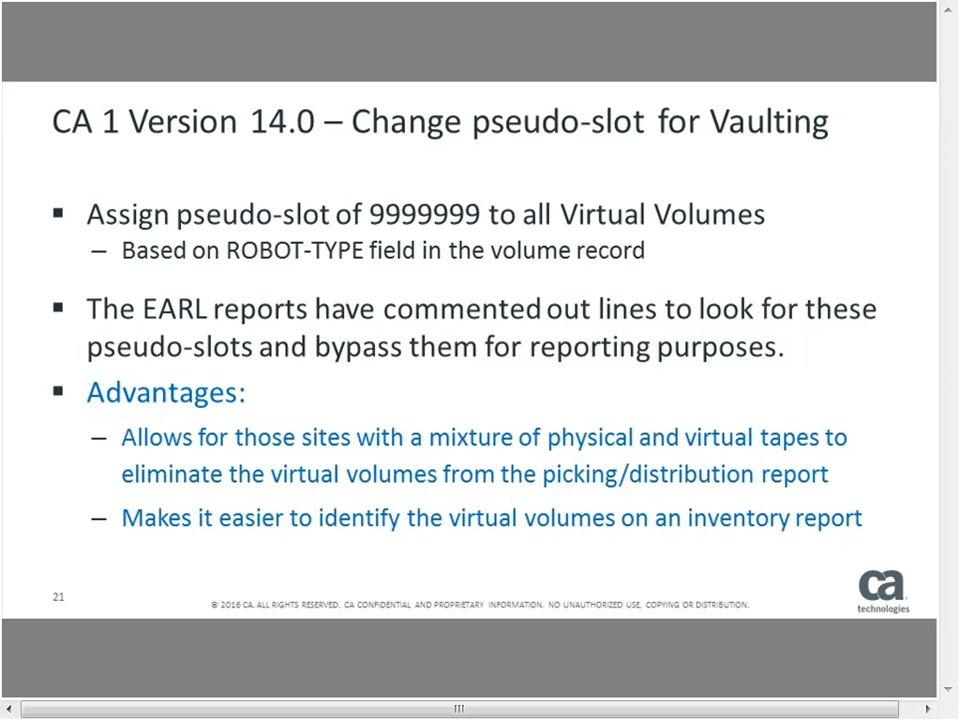 CA 1 Version 14.0 – Change pseudo-slot for Vaulting
▪ Assign pseudo-slot of 9999999 to all Virtual Volumes
– Based on ROBOT-TYPE field in the volume record
▪ The EARL reports have commented out lines to look for these
pseudo-slots and bypass them for reporting purposes.
▪ Advantages:
– Allows for those sites with a mixture of physical and virtual tapes to
eliminate the virtual volumes from the picking/distribution report
– Makes it easier to identify the virtual volumes on an inventory report
21
© 2016 CA. ALL RIGHTS RESERVED. CA CONFIDENTIAL AND PROPRIETARY INFORMATION. NO UNAUTHORIZED USE, COPYING OR DISTRIBUTION.
ca
technologies